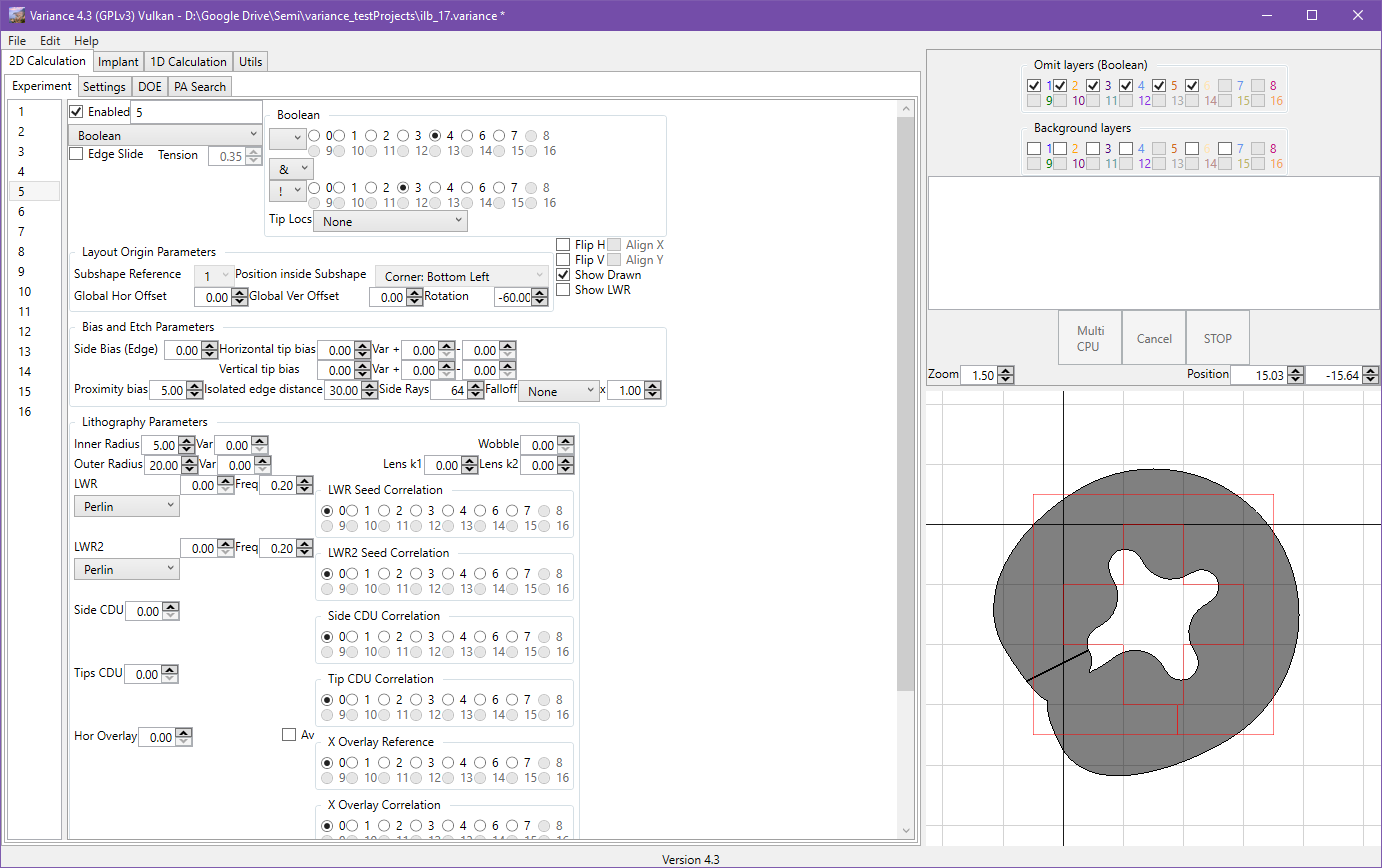 Variance 4.3 (GPLv3) Vulkan - D:\Google Drive\Semi\variance_testProjects\ilb_17.variance *
File Edit Help
2D Calculation Implant 1D Calculation Utils
Experiment Settings DOE PA Search
1
2
3
4
5
6
7
8
9
10
11
12
13
14
15
16
Enabled 5
Boolean
Edge Slide Tension 0.35
Boolean
0 1 2 3 4 6 7 8
9 10 11 12 13 14 15 16
&
! 0 1 2 3 4 6 7 8
9 10 11 12 13 14 15 16
Tip Locs None
Layout Origin Parameters
Subshape Reference 1 Position inside Subshape Corner: Bottom Left
Global Hor Offset 0.00 Global Ver Offset 0.00 Rotation -60.00
Flip H Align X
Flip V Align Y
Show Drawn
Show LWR
Bias and Etch Parameters
Side Bias (Edge) 0.00 Horizontal tip bias 0.00 Var + 0.00 - 0.00
Vertical tip bias 0.00 Var + 0.00 - 0.00
Proximity bias 5.00 Isolated edge distance 30.00 Side Rays 64 Falloff None x 1.00
Lithography Parameters
Inner Radius 5.00 Var 0.00 Wobble 0.00
Outer Radius 20.00 Var 0.00 Lens k1 0.00 Lens k2 0.00
LWR 0.00 Freq 0.20
Perlin
LWR Seed Correlation
0 1 2 3 4 6 7 8
9 10 11 12 13 14 15 16
LWR2 0.00 Freq 0.20
Perlin
LWR2 Seed Correlation
0 1 2 3 4 6 7 8
9 10 11 12 13 14 15 16
Side CDU 0.00
Side CDU Correlation
0 1 2 3 4 6 7 8
9 10 11 12 13 14 15 16
Tips CDU 0.00
Tip CDU Correlation
0 1 2 3 4 6 7 8
9 10 11 12 13 14 15 16
Hor Overlay 0.00 Av
X Overlay Reference
0 1 2 3 4 6 7 8
9 10 11 12 13 14 15 16
X Overlay Correlation
0 1 2 3 4 6 7 8
Omit layers (Boolean)
1 2 3 4 5 6 7 8
9 10 11 12 13 14 15 16
Background layers
1 2 3 4 5 6 7 8
9 10 11 12 13 14 15 16
Multi CPU
Cancel
STOP
Zoom 1.50 Position 15.03 -15.64
Version 4.3